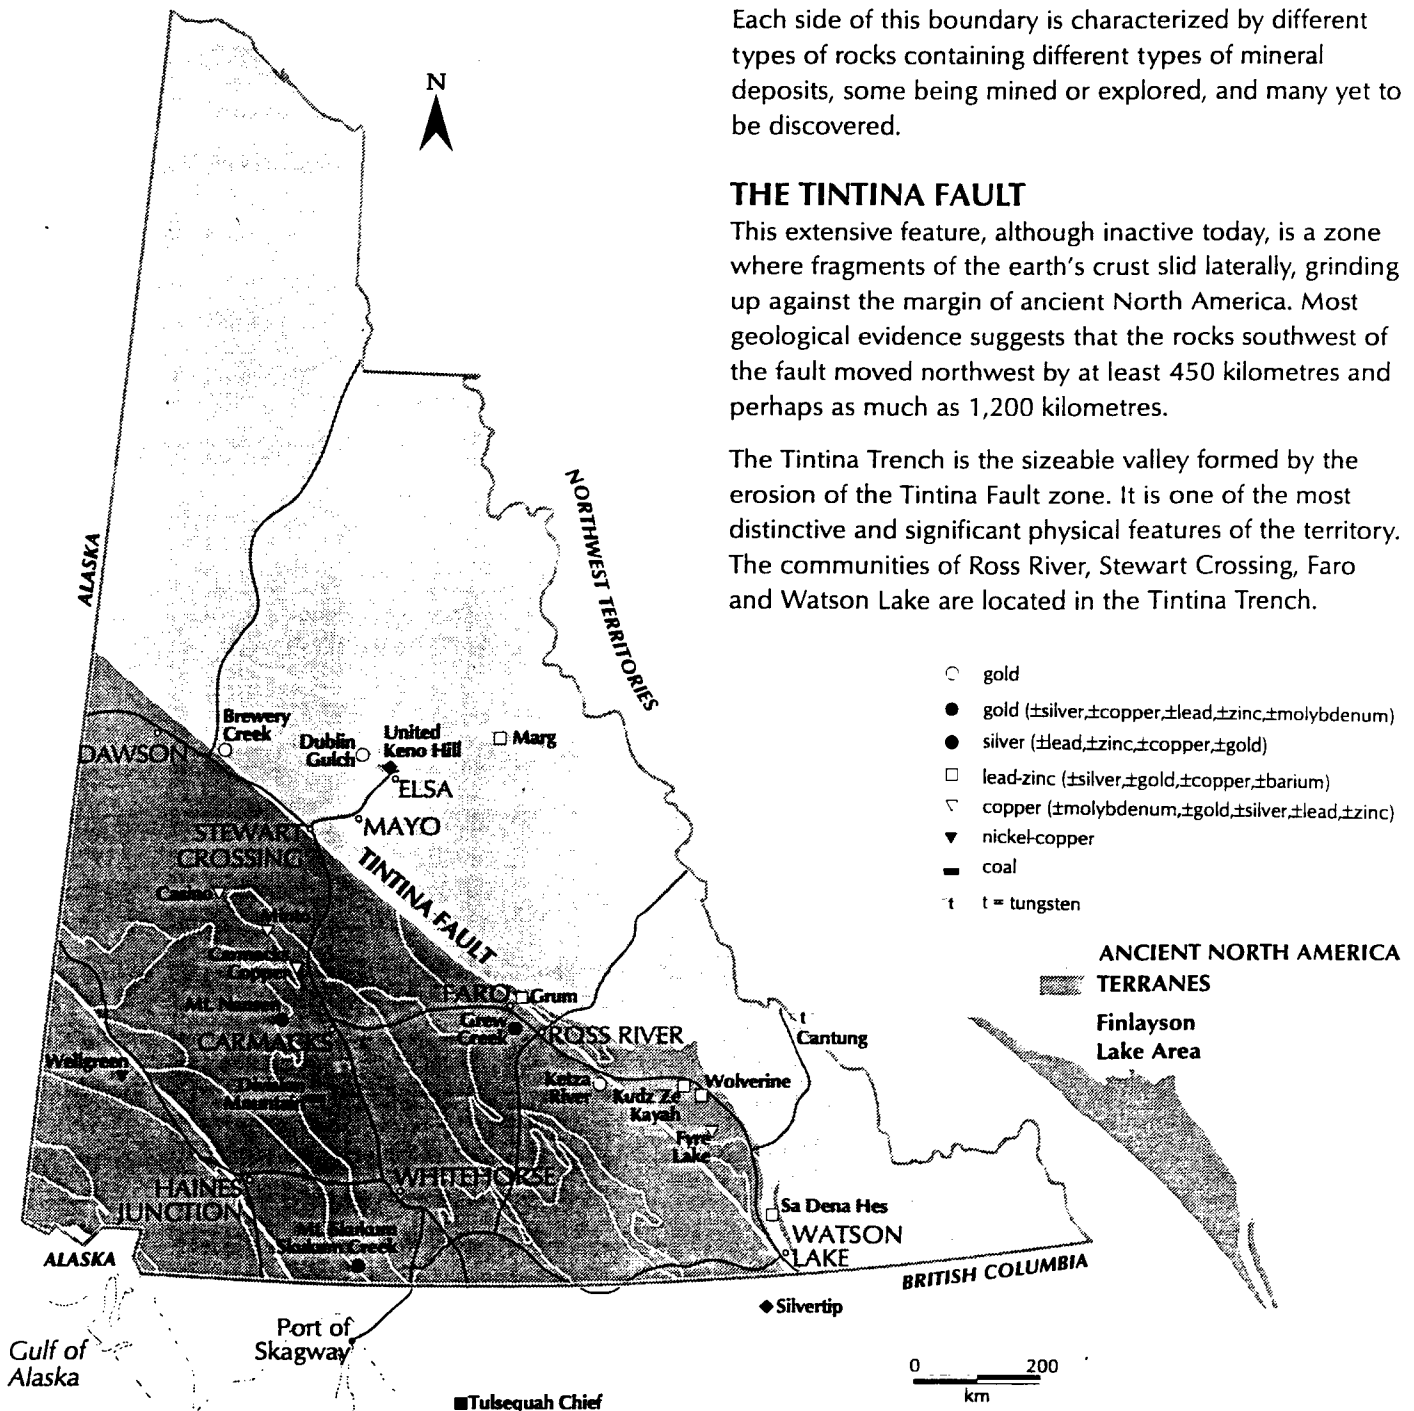 Each side of this boundary is characterized by different
types of rocks containing different types of mineral
deposits, some being mined or explored, and many yet to
be discovered.
THE TINTINA FAULT
This extensive feature, although inactive today, is a zone
where fragments of the earth's crust slid laterally, grinding
up against the margin of ancient North America. Most
geological evidence suggests that the rocks southwest of
the fault moved northwest by at least 450 kilometres and
perhaps as much as 1,200 kilometres.
The Tintina Trench is the sizeable valley formed by the
erosion of the Tintina Fault zone. It is one of the most
distinctive and significant physical features of the territory.
The communities of Ross River, Stewart Crossing, Faro
and Watson Lake are located in the Tintina Trench.
gold
gold (±silver,±copper,±lead,±zinc,±molybdenum)
silver (±lead,±zinc,±copper,±gold)
lead-zinc (±silver,±gold,±copper,±barium)
copper (±molybdenum,±gold,±silver,±lead,±zinc)
nickel-copper
coal
t t = tungsten
ANCIENT NORTH AMERICA
TERRANES
Finlayson
Lake Area
N
ALASKA
NORTHWEST TERRITORIES
Brewery
Creek
DAWSON
Dublin
Gulch
United
Keno Hill
Marg
ELSA
MAYO
STEWART
CROSSING
TINTINA FAULT
Casino
Minto
Carmacks
Copper
Mt. Nansen
CARMACKS
FARO
Grum
Grew
Creek
ROSS RIVER
t
Cantung
Wellgreen
Division
Mountain
Ketza
River
Kudz Ze
Kayah
Wolverine
Fyre
Lake
HAINES
JUNCTION
WHITEHORSE
Mt. Skukum
Skukum Creek
Sa Dena Hes
WATSON
LAKE
ALASKA
BRITISH COLUMBIA
Silvertip
Port of
Skagway
Gulf of
Alaska
Tulsequah Chief
0 200
km